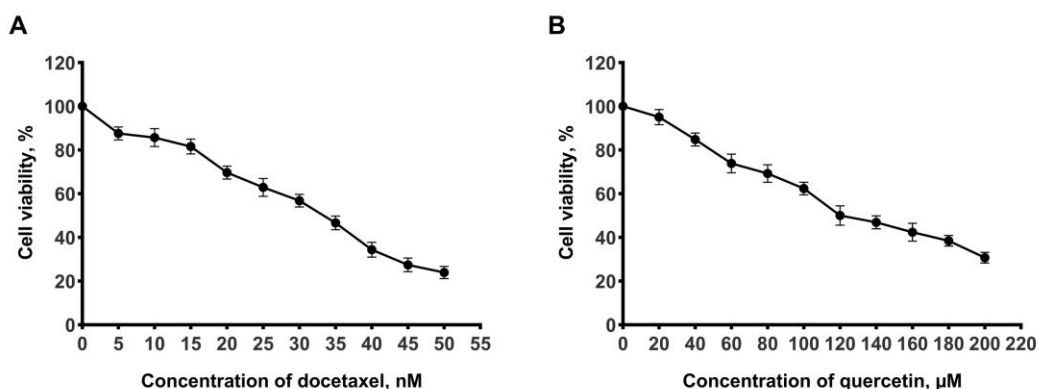 A
120
100
80
60
40
20
0
Cell viability, %
0 5 10 15 20 25 30 35 40 45 50 55
Concentration of docetaxel, nM
B
120
100
80
60
40
20
0
Cell viability, %
0 20 40 60 80 100 120 140 160 180 200 220
Concentration of quercetin, µM